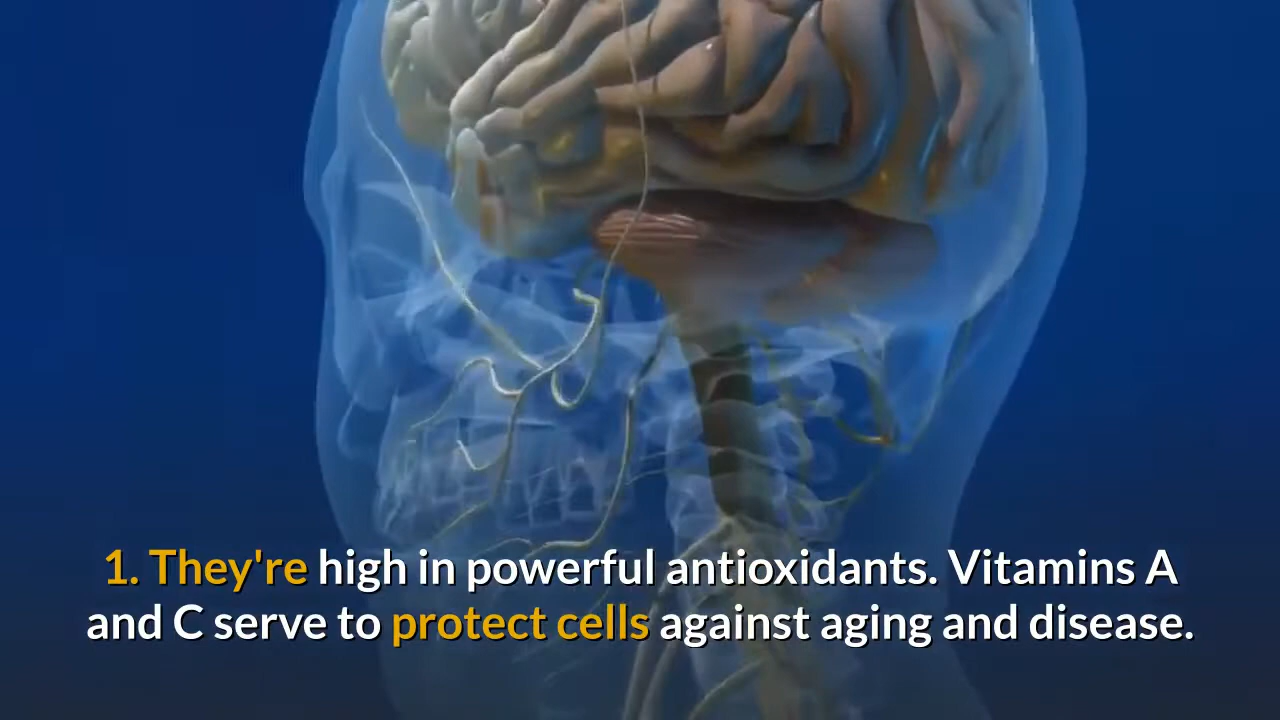 1. They're high in powerful antioxidants. Vitamins A
and C serve to protect cells against aging and disease.